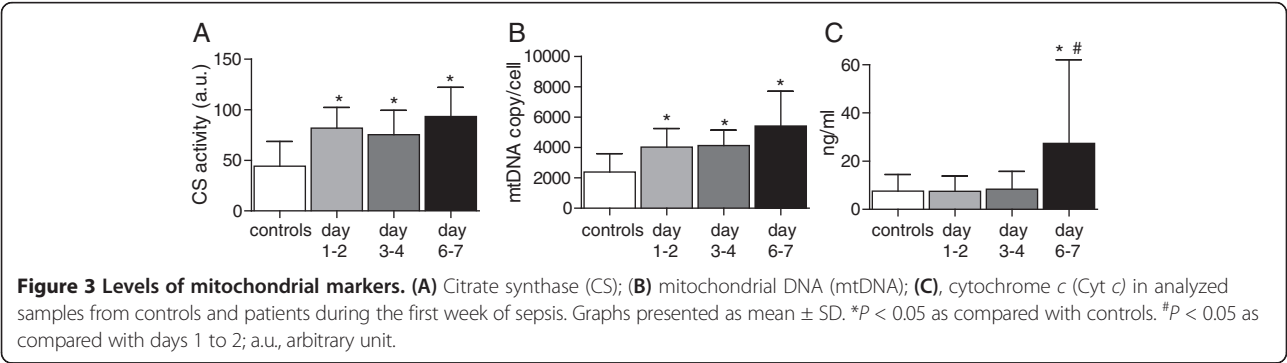 A
B
C
CS activity (a.u.)
150
100
50
0
* * *
controls day day day
1-2 3-4 6-7
mtDNA copy/cell
10000
8000
6000
4000
2000
0
* * *
controls day day day
1-2 3-4 6-7
ng/ml
60
40
20
0
* #
controls day day day
1-2 3-4 6-7
Figure 3 Levels of mitochondrial markers. (A) Citrate synthase (CS); (B) mitochondrial DNA (mtDNA); (C), cytochrome c (Cyt c) in analyzed
samples from controls and patients during the first week of sepsis. Graphs presented as mean ± SD. *P < 0.05 as compared with controls. #P < 0.05 as
compared with days 1 to 2; a.u., arbitrary unit.